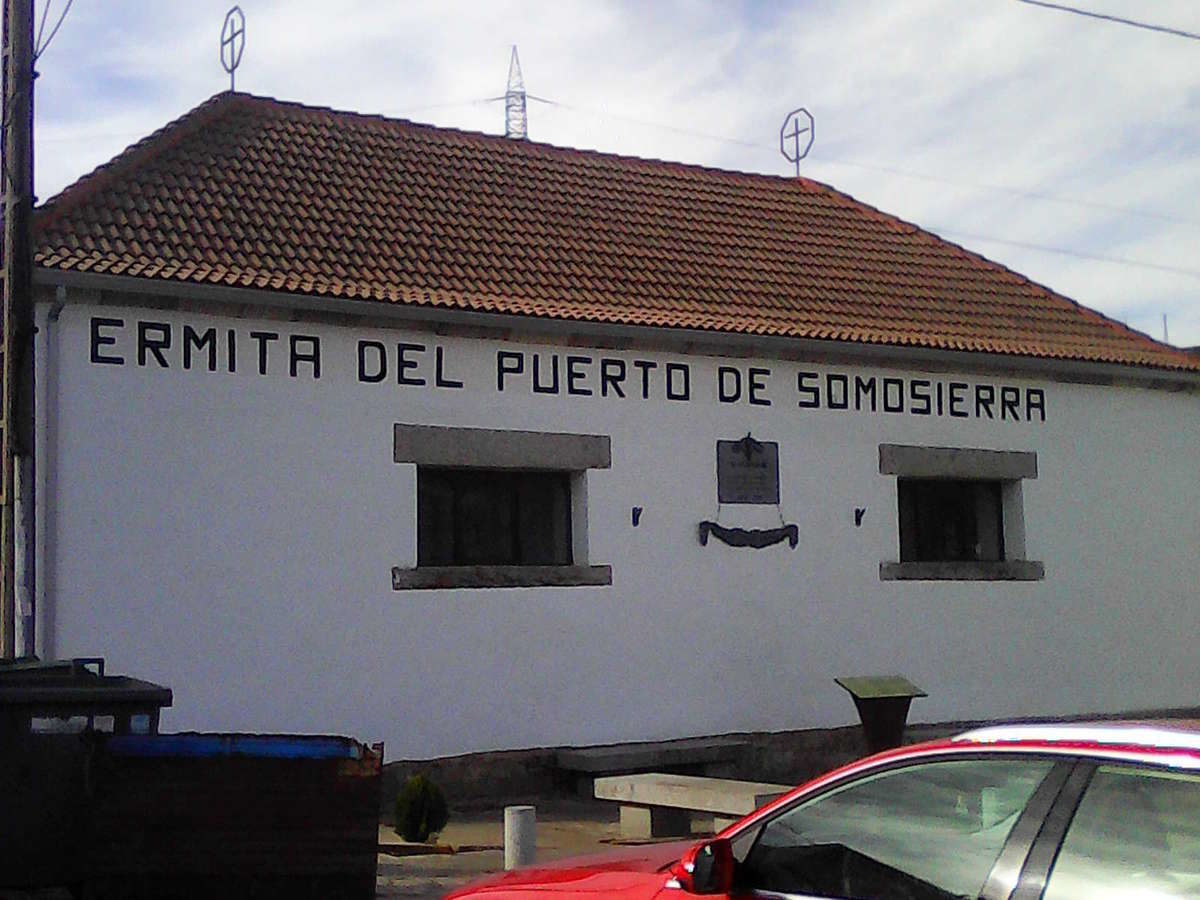 ERMITA DEL PUERTO DE SOMOSIERRA